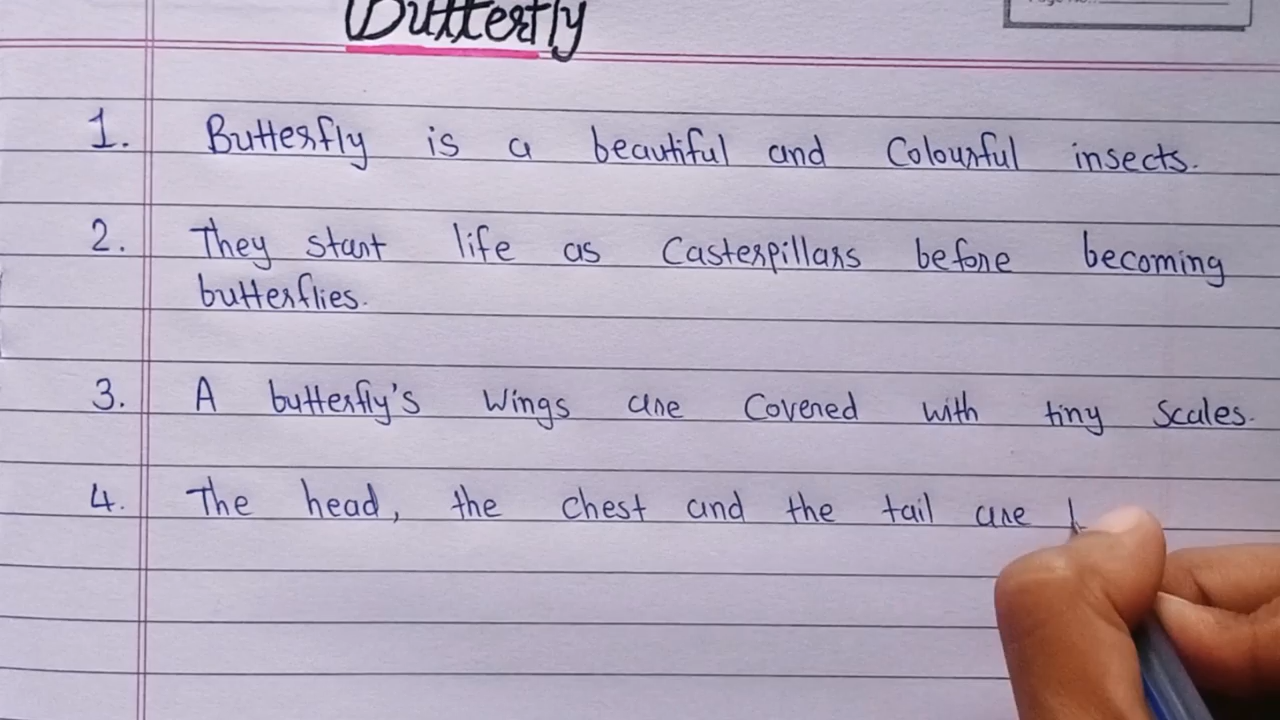 Butterfly
1. Butterfly is a beautiful and Colourful insects.
2. They start life as Casterpillars before becoming
butterflies.
3. A butterfly's wings are Covered with tiny Scales.
4. The head, the chest and the tail are